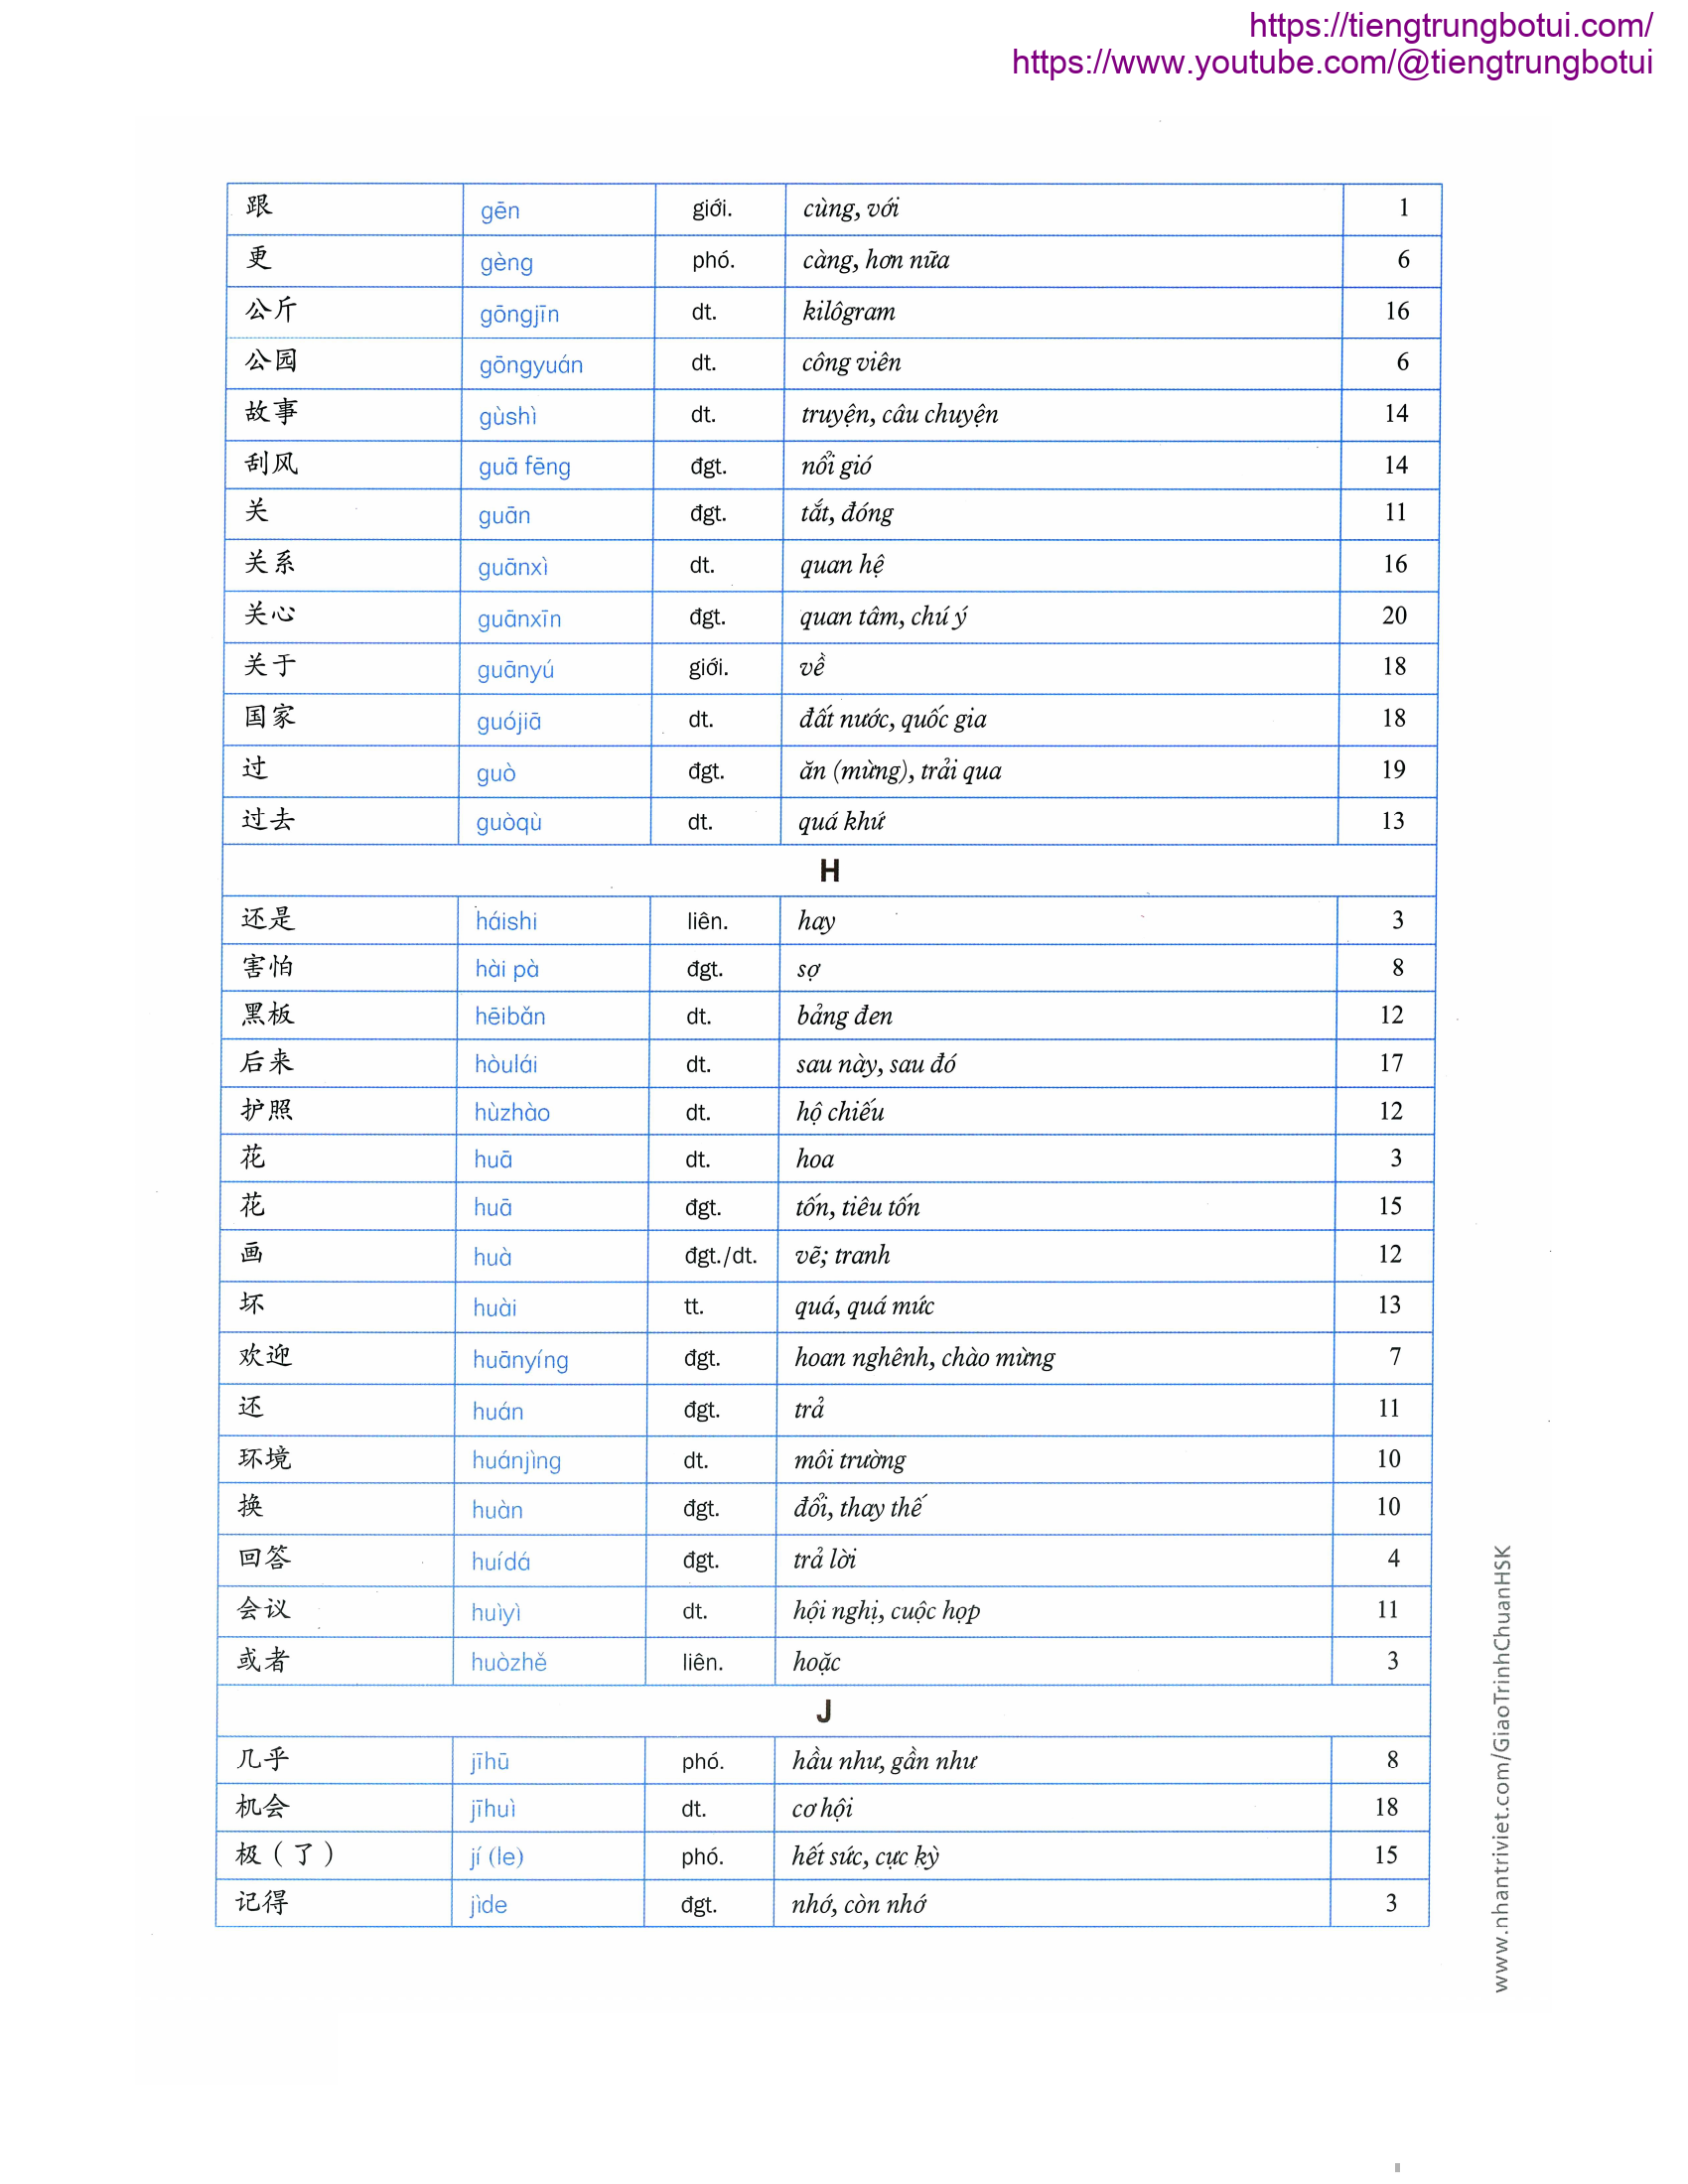 https://tiengtrungbotui.com/
https://www.youtube.com/@tiengtrungbotui
跟 gēn giới. cùng, với 1
更 gèng phó. càng, hơn nữa 6
公斤 gōngjīn dt. kilôgram 16
公园 gōngyuán dt. công viên 6
故事 gùshì dt. truyện, câu chuyện 14
刮风 guā fēng đgt. nổi gió 14
关 guān đgt. tắt, đóng 11
关系 guānxì dt. quan hệ 16
关心 guānxīn đgt. quan tâm, chú ý 20
关于 guānyú giới. về 18
国家 guójiā dt. đất nước, quốc gia 18
过 guò đgt. ăn (mừng), trải qua 19
过去 guòqù dt. quá khứ 13
H
还是 háishi liên. hay 3
害怕 hài pà đgt. sợ 8
黑板 hēibǎn dt. bảng đen 12
后来 hòulái dt. sau này, sau đó 17
护照 hùzhào dt. hộ chiếu 12
花 huā dt. hoa 3
花 huā đgt. tốn, tiêu tốn 15
画 huà đgt./dt. vẽ; tranh 12
坏 huài tt. quá, quá mức 13
欢迎 huānyíng đgt. hoan nghênh, chào mừng 7
还 huán đgt. trả 11
环境 huánjìng dt. môi trường 10
换 huàn đgt. đổi, thay thế 10
回答 huídá đgt. trả lời 4
会议 huìyì dt. hội nghị, cuộc họp 11
或者 huòzhě liên. hoặc 3
J
几乎 jīhū phó. hầu như, gần như 8
机会 jīhuì dt. cơ hội 18
极（了） jí (le) phó. hết sức, cực kỳ 15
记得 jìde đgt. nhớ, còn nhớ 3
www.nhantriviet.com/GiaoTrinhChuanHSK